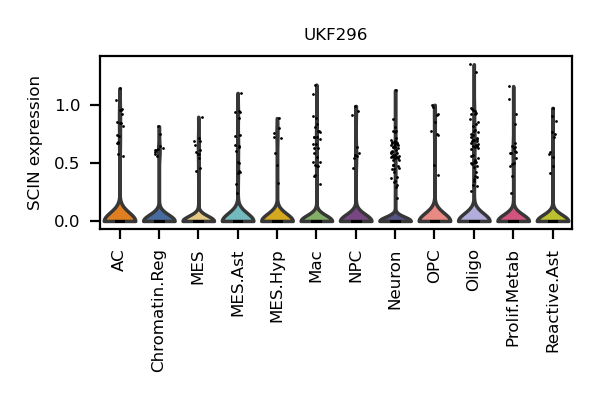 UKF296
SCIN expression
1.0
0.5
0.0
AC
Chromatin.Reg
MES
MES.Ast
MES.Hyp
Mac
NPC
Neuron
OPC
Oligo
Prolif.Metab
Reactive.Ast